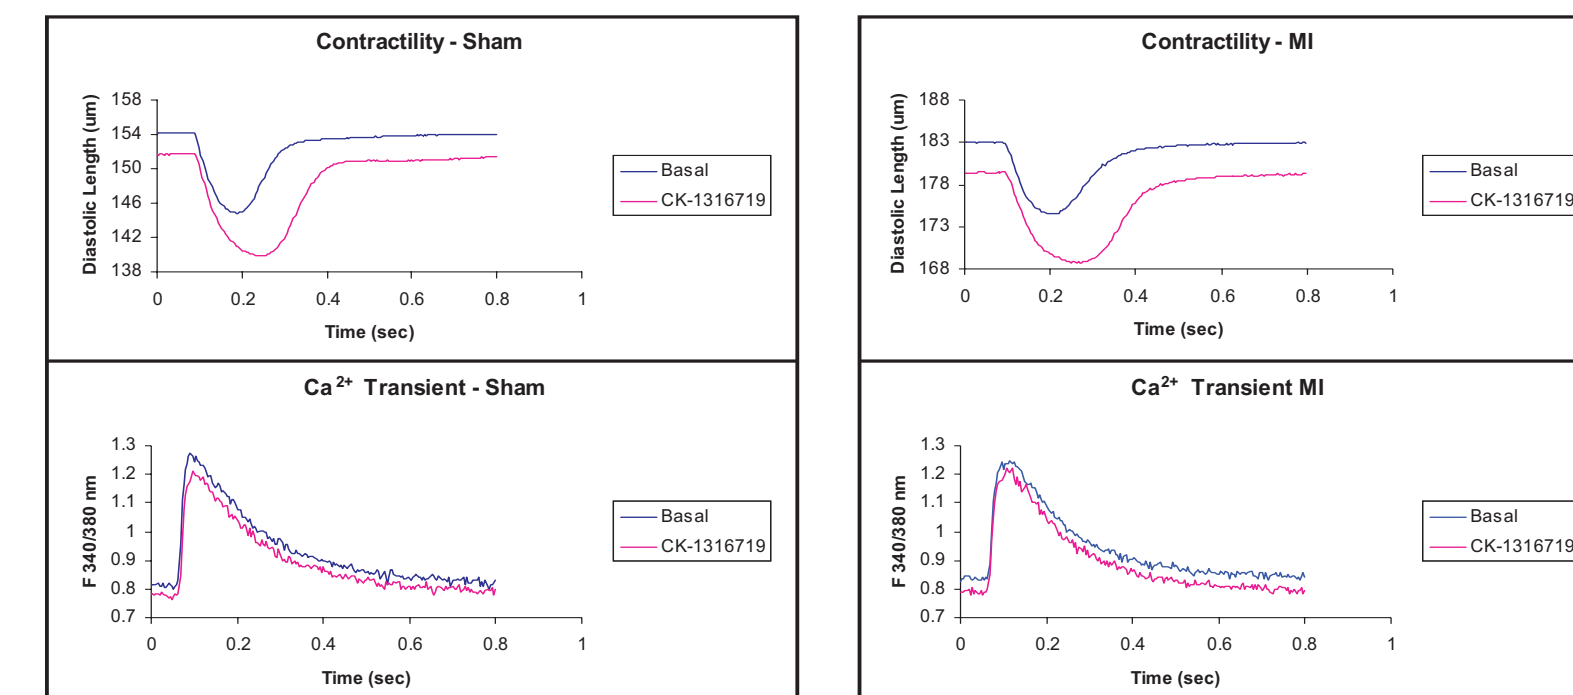 Contractility - Sham
Diastolic Length (um)
158
154
150
146
142
138
0 0.2 0.4 0.6 0.8 1
Time (sec)
Basal
CK-1316719
Contractility - MI
Diastolic Length (um)
188
183
178
173
168
0 0.2 0.4 0.6 0.8 1
Time (sec)
Basal
CK-1316719
Ca2+ Transient - Sham
F 340/380 nm
1.3
1.2
1.1
1
0.9
0.8
0.7
0 0.2 0.4 0.6 0.8 1
Time (sec)
Basal
CK-1316719
Ca2+ Transient MI
F 340/380 nm
1.3
1.2
1.1
1
0.9
0.8
0.7
0 0.2 0.4 0.6 0.8 1
Time (sec)
Basal
CK-1316719